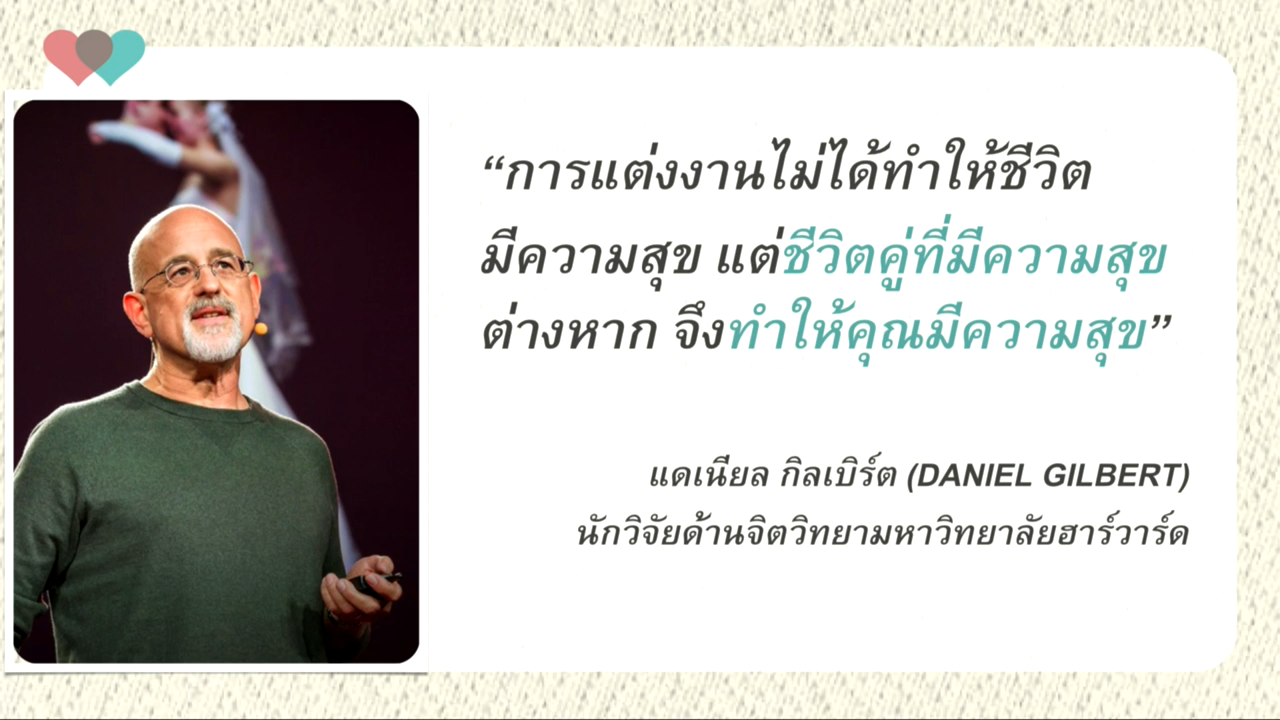 “การแต่งงานไม่ได้ทำให้ชีวิต
มีความสุข แต่ชีวิตคู่ที่มีความสุข
ต่างหาก จึงทำให้คุณมีความสุข”
แดเนียล กิลเบิร์ต (DANIEL GILBERT)
นักวิจัยด้านจิตวิทยามหาวิทยาลัยฮาร์วาร์ด